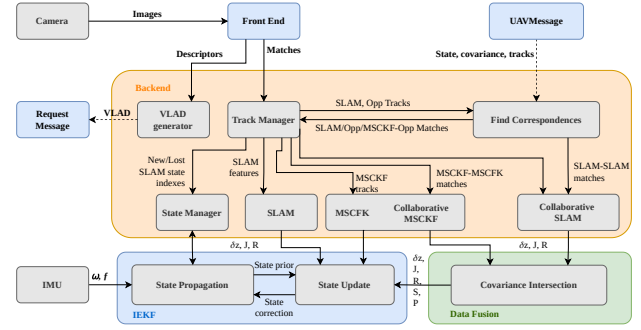 Camera
Images
Front End
UAVMessage
Descriptors
Matches
State, covariance, tracks
Backend
Request
Message
VLAD
VLAD
generator
Track Manager
SLAM, Opp Tracks
SLAM/Opp/MSCKF-Opp Matches
Find Correspondences
New/Lost
SLAM state
indexes
SLAM
features
MSCKF
tracks
MSCKF-MSFCK
matches
SLAM-SLAM
matches
State Manager
SLAM
MSCFK
Collaborative
MSCKF
Collaborative
SLAM
δz, J, R
δz, J, R
δz,
J,
R,
S,
P
IMU
ω, f
State Propagation
State prior
State
correction
State Update
Covariance Intersection
IEKF
Data Fusion